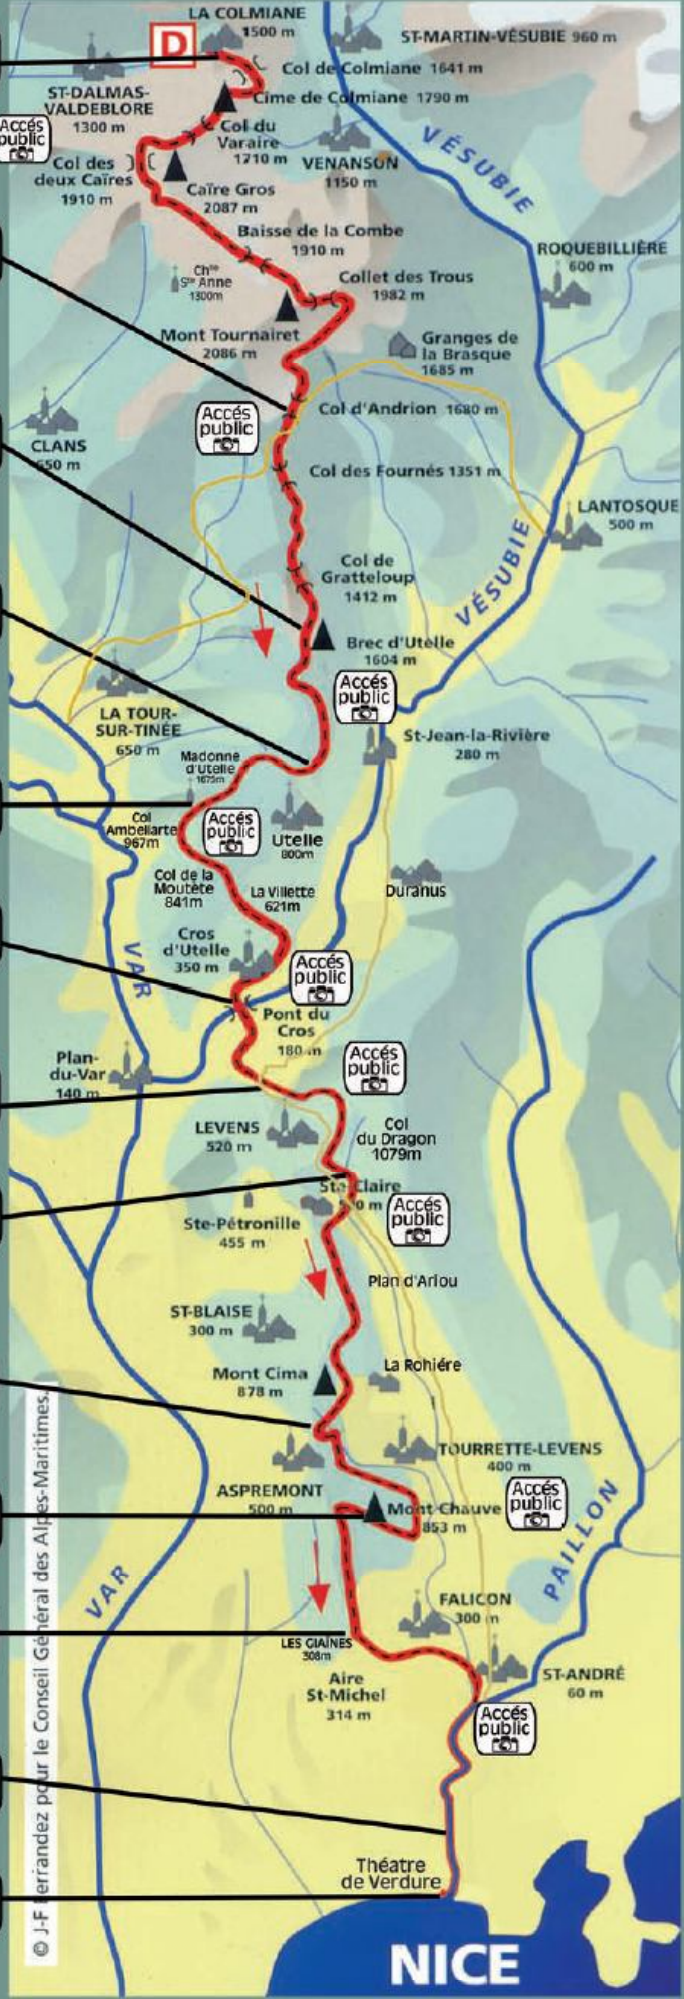 LA COLMIANE
1500 m
D
ST-MARTIN-VÉSUBIE 960 m
Col de Colmiane 1641 m
ST-DALMAS-
VALDEBLORE
1300 m
Cime de Colmiane 1790 m
Accés
public
Col du
Varaire
1710 m
VÉSUBIE
VENANSON
1150 m
Col des
deux Caïres
1910 m
Caïre Gros
2087 m
Baisse de la Combe
1910 m
ROQUEBILLIÈRE
600 m
Chlle
Ste Anne
1300m
Collet des Trous
1982 m
Mont Tournairet
2086 m
Granges de
la Brasque
1685 m
Accés
public
Col d'Andrion 1680 m
CLANS
650 m
Col des Fournés 1351 m
LANTOSQUE
500 m
VÉSUBIE
Col de
Gratteloup
1412 m
Brec d'Utelle
1604 m
Accés
public
LA TOUR-
SUR-TINÉE
650 m
St-Jean-la-Rivière
280 m
Madonne
d'Utelle
Col
Ambellarte
967m
Accés
public
Utelle
800m
Col de la
Moutète
841m
La Villette
621m
Duranus
Cros
d'Utelle
350 m
VAR
Accés
public
Pont du
Cros
180 m
Plan-
du-Var
140 m
Accés
public
LEVENS
520 m
Col
du Dragon
1079m
Ste-Claire
Accés
public
Ste-Pétronille
455 m
Plan d'Ariou
ST-BLAISE
300 m
La Rohiére
Mont Cima
878 m
TOURRETTE-LEVENS
400 m
ASPREMONT
500 m
Accés
public
Mont Chauve
853 m
PAILLON
VAR
FALICON
300 m
LES GIAÎNES
308m
ST-ANDRÉ
60 m
Aire
St-Michel
314 m
Accés
public
Théatre
de Verdure
NICE
© J-F Ferrandez pour le Conseil Général des Alpes-Maritimes.